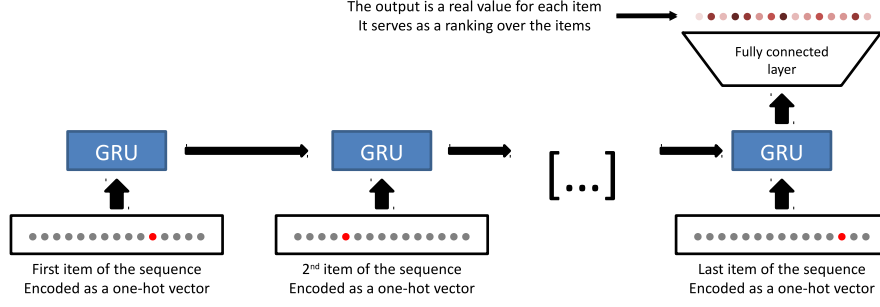 The output is a real value for each item
It serves as a ranking over the items
Fully connected
layer
GRU
GRU
[...]
GRU
First item of the sequence
Encoded as a one-hot vector
2nd item of the sequence
Encoded as a one-hot vector
Last item of the sequence
Encoded as a one-hot vector